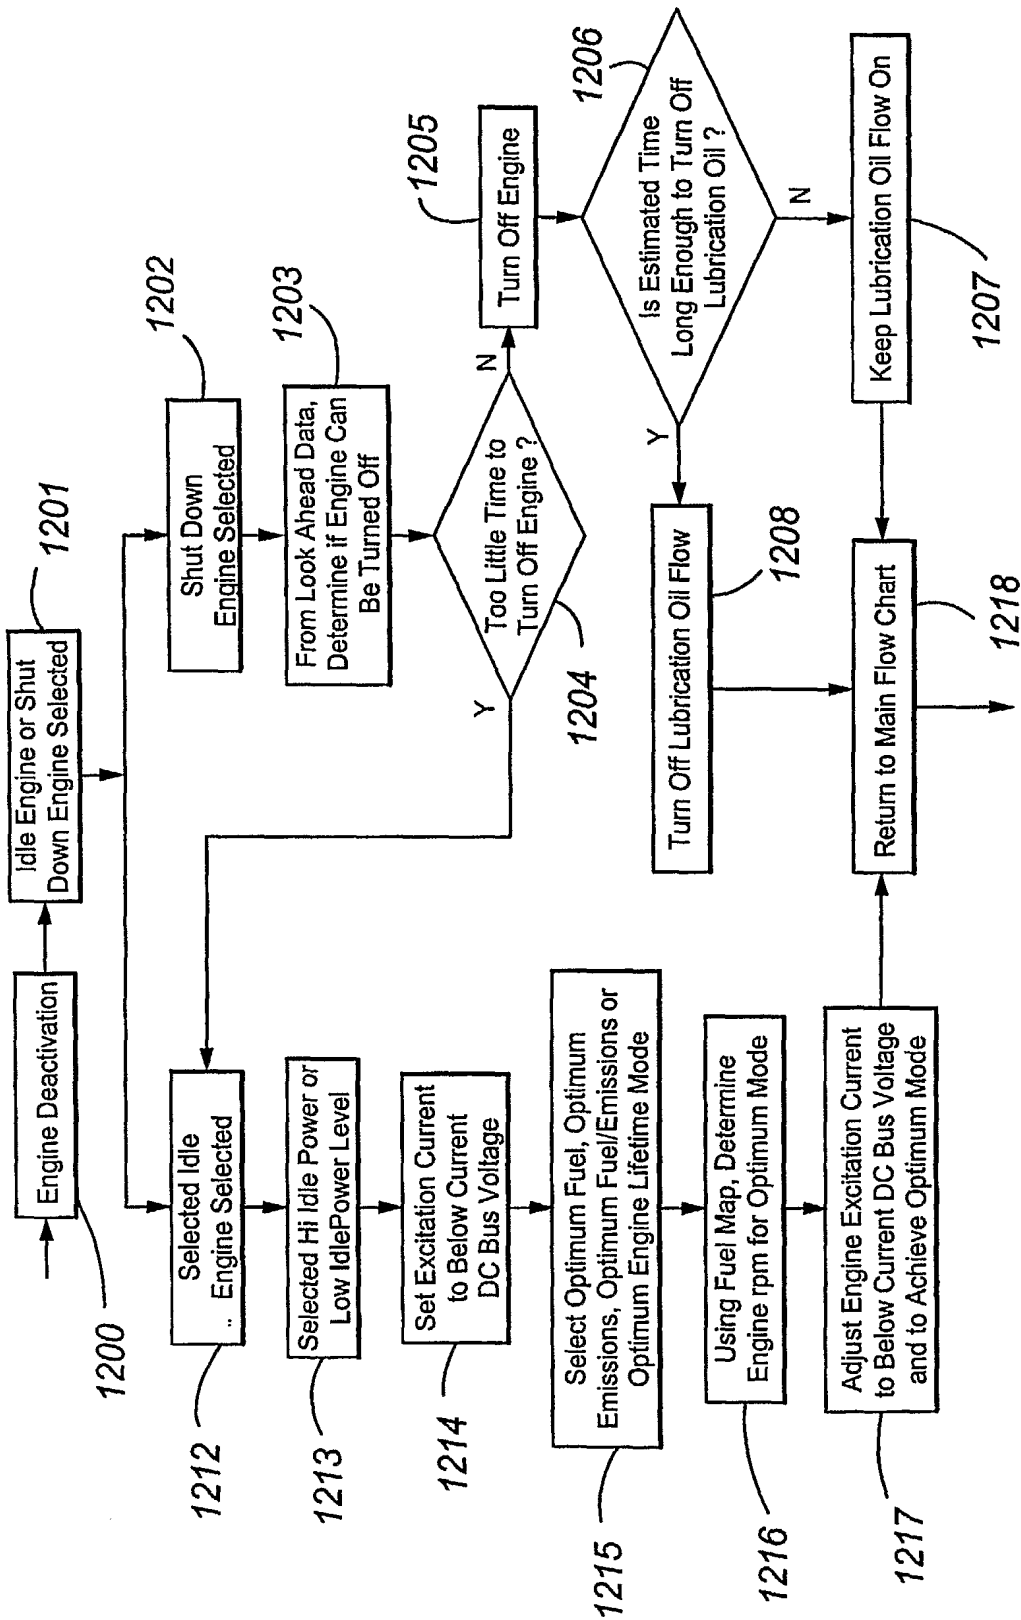 1200
Engine Deactivation
1201
Idle Engine or Shut
Down Engine Selected
1202
Shut Down
Engine Selected
1203
From Look Ahead Data,
Determine if Engine Can
Be Turned Off
1204
Too Little Time to
Turn Off Engine ?
Y
N
1205
Turn Off Engine
1206
Is Estimated Time
Long Enough to Turn Off
Lubrication Oil ?
Y
N
1207
Keep Lubrication Oil Flow On
1208
Turn Off Lubrication Oil Flow
1212
Selected Idle
Engine Selected
..
1213
Selected Hi Idle Power or
Low IdlePower Level
1214
Set Excitation Current
to Below Current
DC Bus Voltage
1215
Select Optimum Fuel, Optimum
Emissions, Optimum Fuel/Emissions or
Optimum Engine Lifetime Mode
1216
Using Fuel Map, Determine
Engine rpm for Optimum Mode
1217
Adjust Engine Excitation Current
to Below Current DC Bus Voltage
and to Achieve Optimum Mode
1218
Return to Main Flow Chart